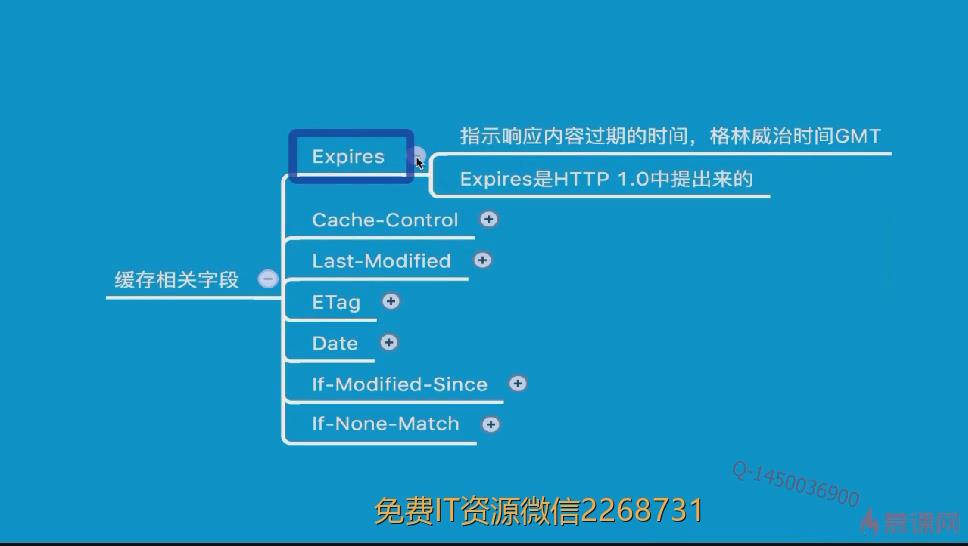 指示响应内容过期的时间，格林威治时间GMT
Expires
Expires是HTTP 1.0中提出来的
Cache-Control
Last-Modified
缓存相关字段
ETag
Date
If-Modified-Since
If-None-Match
Q-1450036900
免费IT资源微信2268731
慕课网